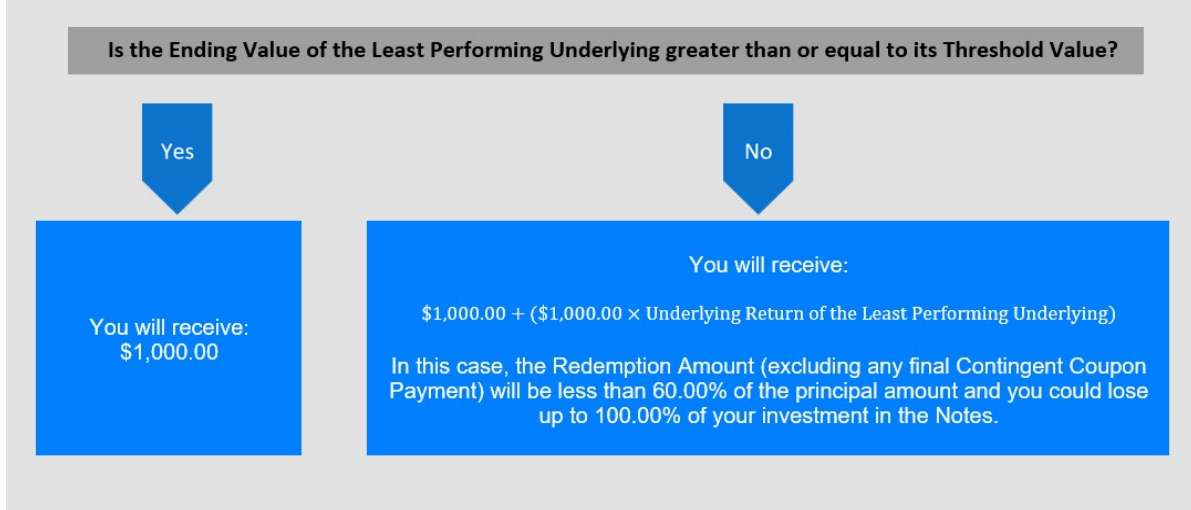 Is the Ending Value of the Least Performing Underlying greater than or equal to its Threshold Value?
Yes
No
You will receive:
$1,000.00
You will receive:
$1,000.00 + ($1,000.00 × Underlying Return of the Least Performing Underlying)
In this case, the Redemption Amount (excluding any final Contingent Coupon
Payment) will be less than 60.00% of the principal amount and you could lose
up to 100.00% of your investment in the Notes.